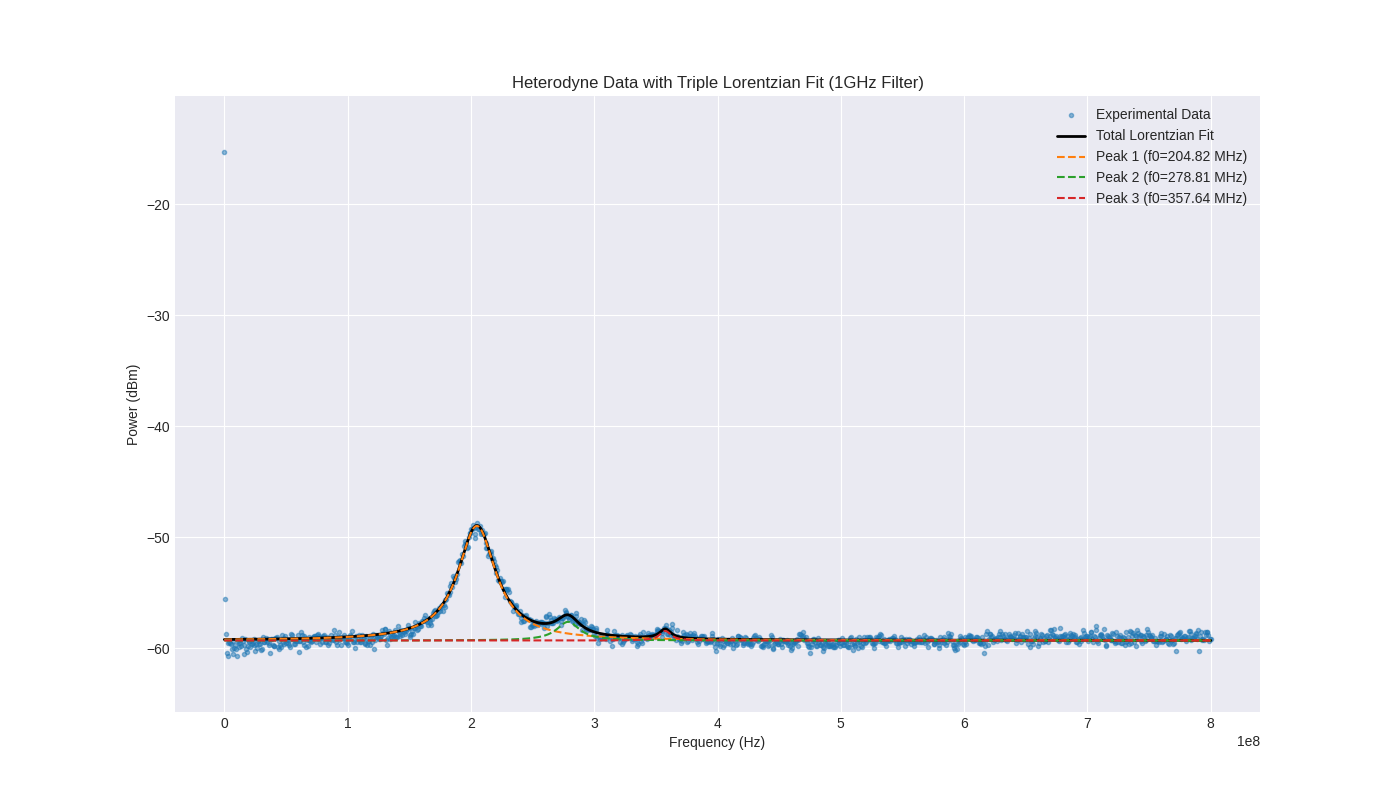 Heterodyne Data with Triple Lorentzian Fit (1GHz Filter)
Experimental Data
Total Lorentzian Fit
Peak 1 (f0=204.82 MHz)
Peak 2 (f0=278.81 MHz)
Peak 3 (f0=357.64 MHz)
Power (dBm)
−20
−30
−40
−50
−60
0 1 2 3 4 5 6 7 8
Frequency (Hz)
1e8